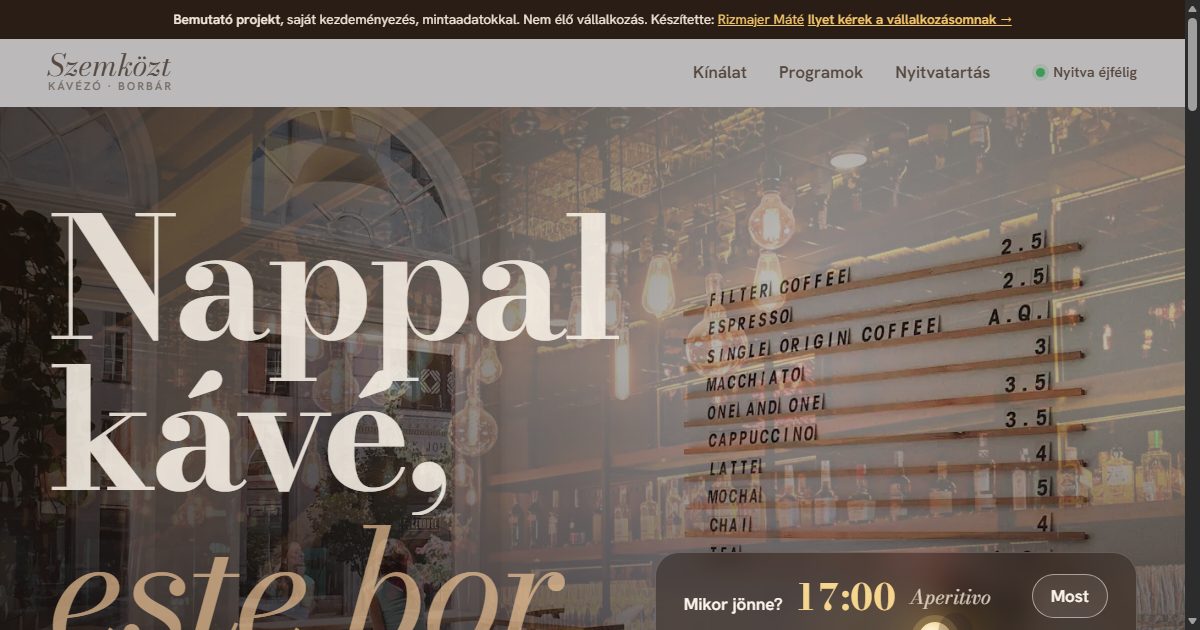 Bemutató projekt, saját kezdeményezés, mintaadatokkal. Nem élő vállalkozás. Készítette: Rizmajer Máté Ilyet kérek a vállalkozásomnak →
Szemközt
KÁVÉZÓ · BORBÁR
Kínálat Programok Nyitvatartás Nyitva éjfélig
Nappal
kávé,
este bor
2.5
FILTER COFFEE 2.5
ESPRESSO A.Q.
SINGLE ORIGIN COFFEE 3
MACCHIATO 3.5
ONE AND ONE 3.5
CAPPUCCINO 4
LATTE 5
MOCHA 4
CHAI
Mikor jönne? 17:00 Aperitivo Most